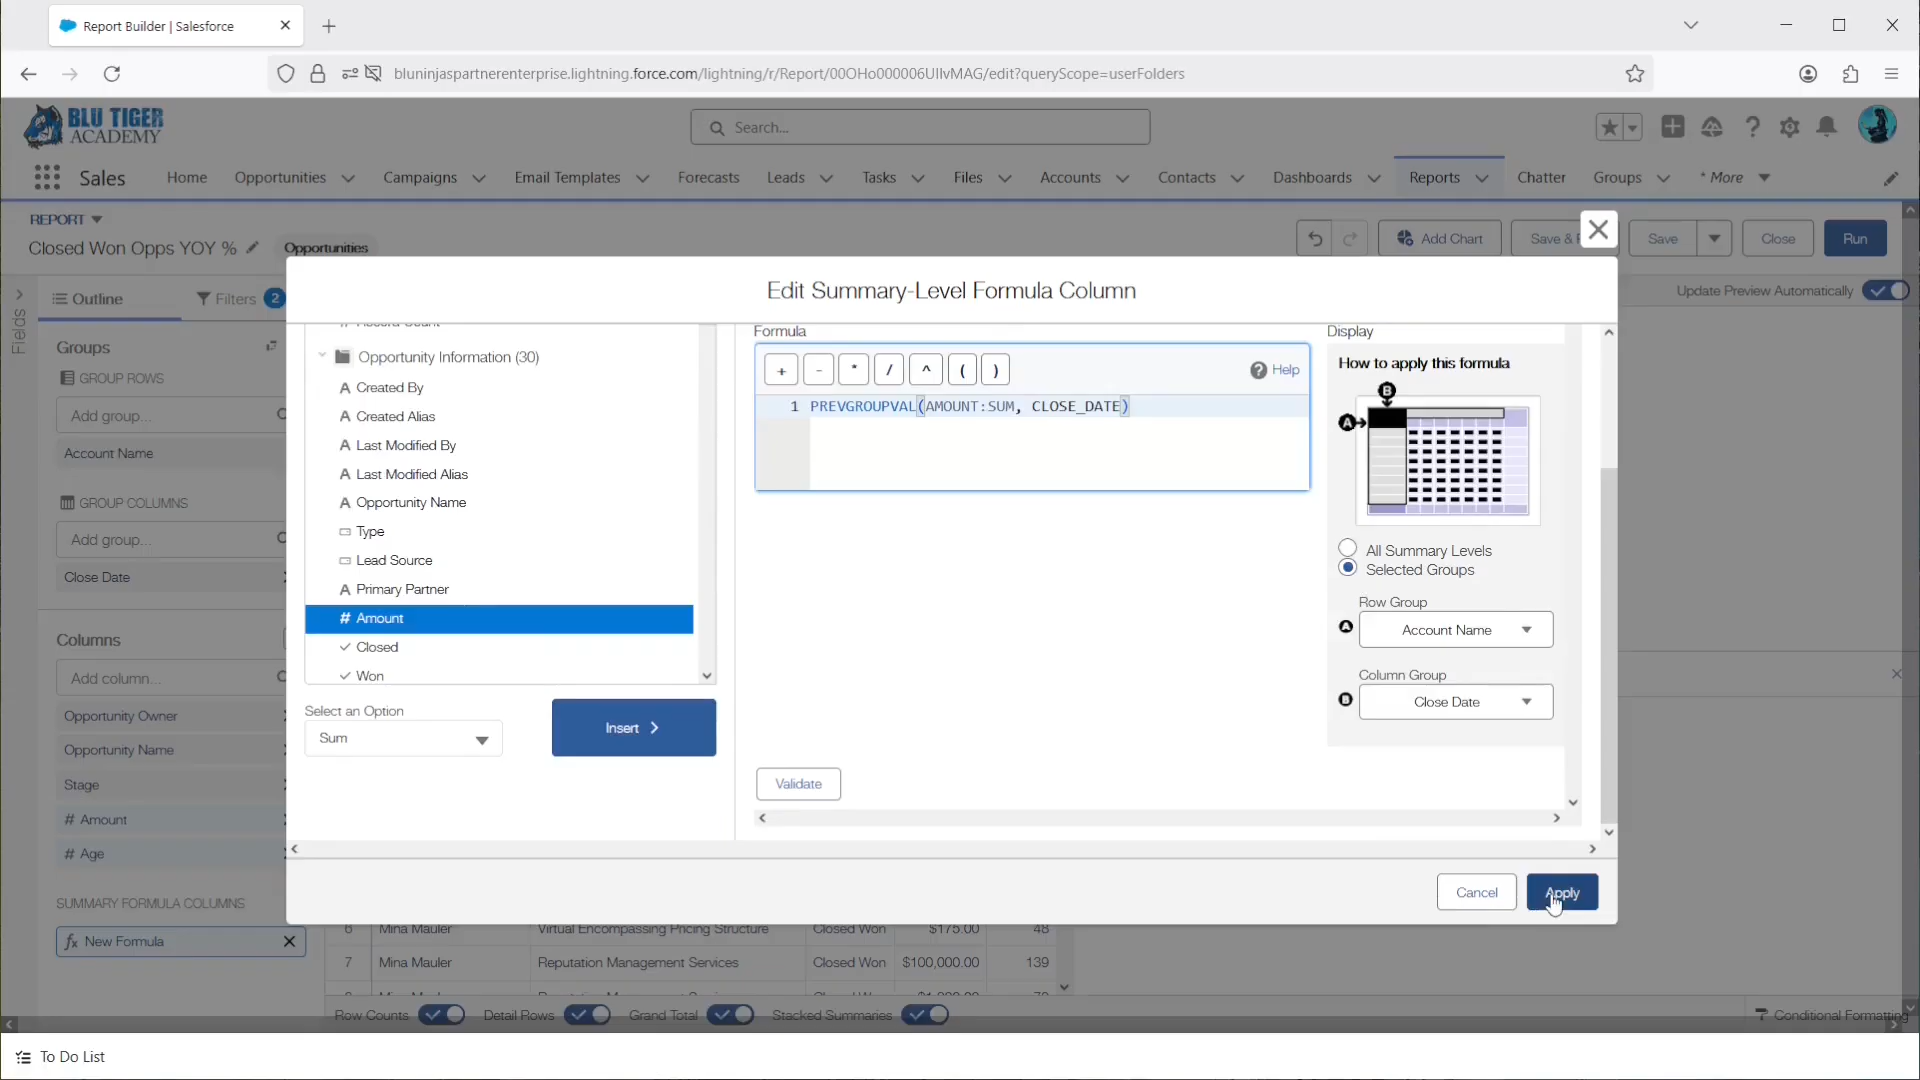 Report Builder | Salesforce
bluninjaspartnerenterprise.lightning.force.com/lightning/r/Report/00OHo000006UIlvMAG/edit?queryScope=userFolders
BLU TIGER
ACADEMY
Search...
Sales
Home
Opportunities
Campaigns
Email Templates
Forecasts
Leads
Tasks
Files
Accounts
Contacts
Dashboards
Reports
Chatter
Groups
* More
REPORT
Closed Won Opps YOY %
Opportunities
Add Chart
Save &
Save
Close
Run
Fields
Outline
Filters 2
Update Preview Automatically
Groups
GROUP ROWS
Add group...
Account Name
GROUP COLUMNS
Add group...
Close Date
Columns
Add column...
Opportunity Owner
Opportunity Name
Stage
# Amount
# Age
SUMMARY FORMULA COLUMNS
fx New Formula
Edit Summary-Level Formula Column
# Record Count
Opportunity Information (30)
A Created By
A Created Alias
A Last Modified By
A Last Modified Alias
A Opportunity Name
Type
Lead Source
A Primary Partner
# Amount
Closed
Won
Select an Option
Sum
Insert
Formula
+ - * / ^ ( )
Help
1 PREVGROUPVAL(AMOUNT:SUM, CLOSE_DATE)
Validate
Display
How to apply this formula
B
A
All Summary Levels
Selected Groups
Row Group
A Account Name
Column Group
B Close Date
Cancel
Apply
6 Mina Mauler Virtual Encompassing Pricing Structure Closed Won $175.00 48
7 Mina Mauler Reputation Management Services Closed Won $100,000.00 139
Row Counts
Detail Rows
Grand Total
Stacked Summaries
Conditional Formatting
To Do List